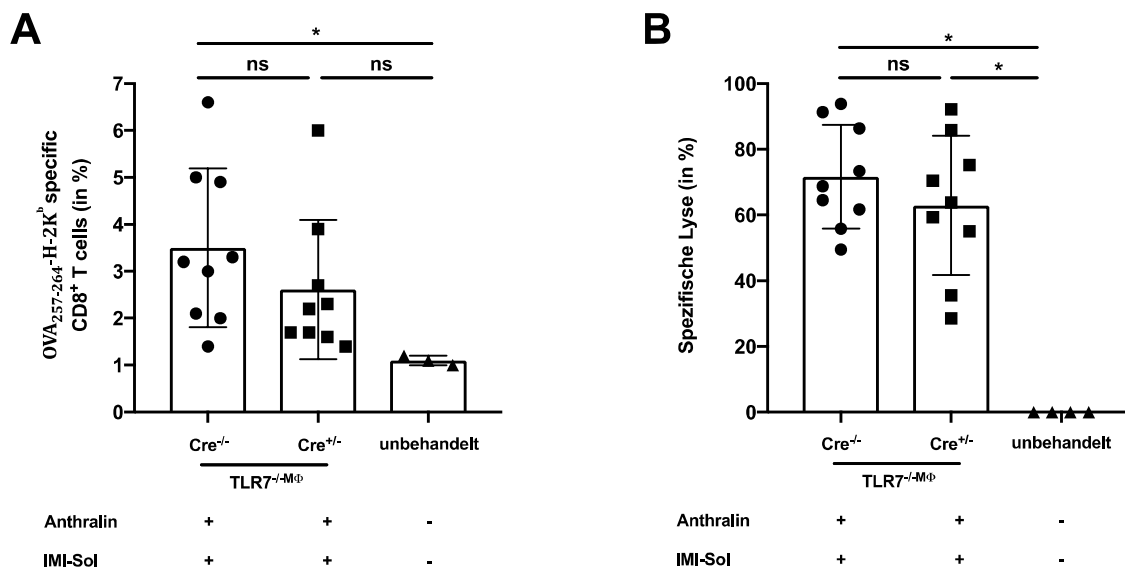 A
*
ns ns
7
6
5
4
3
2
1
0
OVA257-264-H-2Kᵇ specific
CD8⁺ T cells (in %)
Cre⁻/⁻ Cre⁺/⁻ unbehandelt
TLR7⁻/⁻ᴹΦ
Anthralin + + -
IMI-Sol + + -
B
*
ns *
100
80
60
40
20
0
Spezifische Lyse (in %)
Cre⁻/⁻ Cre⁺/⁻ unbehandelt
TLR7⁻/⁻ᴹΦ
Anthralin + + -
IMI-Sol + + -